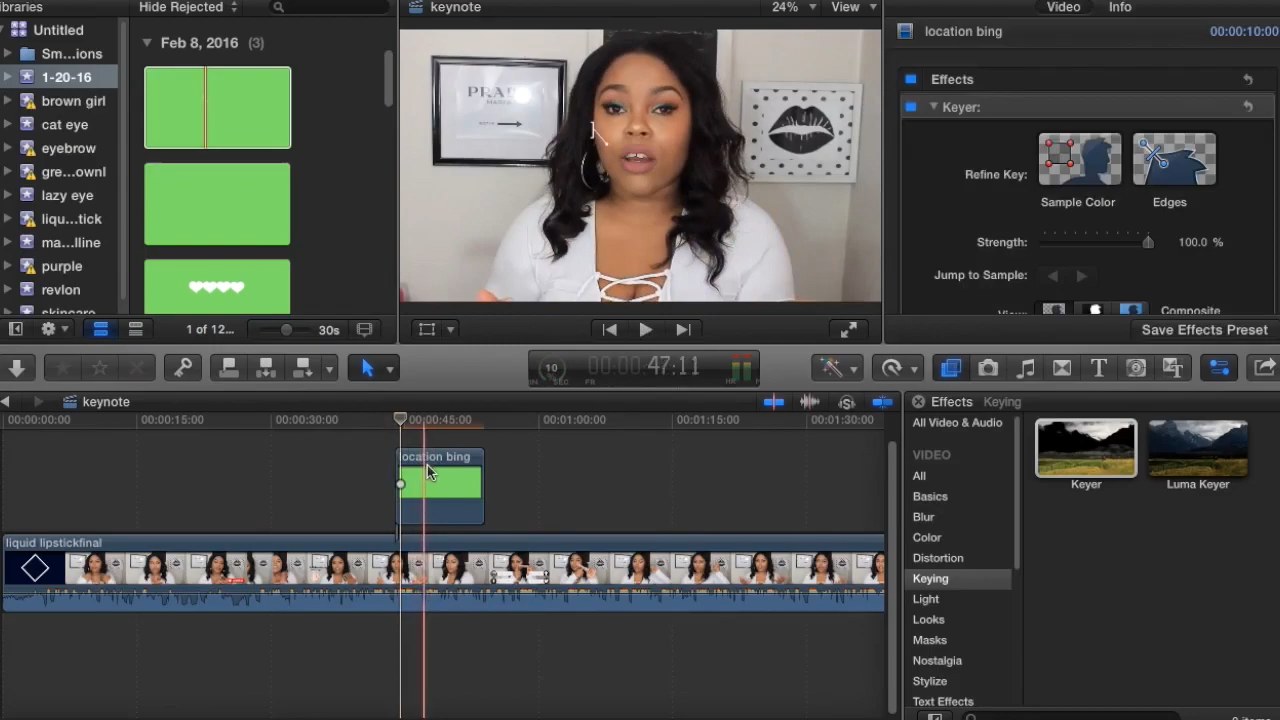 ibraries
Hide Rejected
keynote
24%
View
Video
Info
Untitled
Feb 8, 2016 (3)
location bing
00:00:10:00
Sm...ions
1-20-16
Effects
brown girl
Keyer:
cat eye
PRADA
eyebrow
gre...ownl
Refine Key:
lazy eye
Sample Color
Edges
liqu...tick
ma...lline
Strength:
100.0 %
purple
Jump to Sample:
revlon
skincare
View:
Composite
1 of 12...
30s
Save Effects Preset
10
00:00:47:11
keynote
Effects
Keying
00:00:00:00
00:00:15:00
00:00:30:00
00:00:45:00
00:01:00:00
00:01:15:00
00:01:30:00
All Video & Audio
VIDEO
location bing
All
Keyer
Luma Keyer
Basics
Blur
Color
liquid lipstickfinal
Distortion
Keying
Light
Looks
Masks
Nostalgia
Stylize
Text Effects